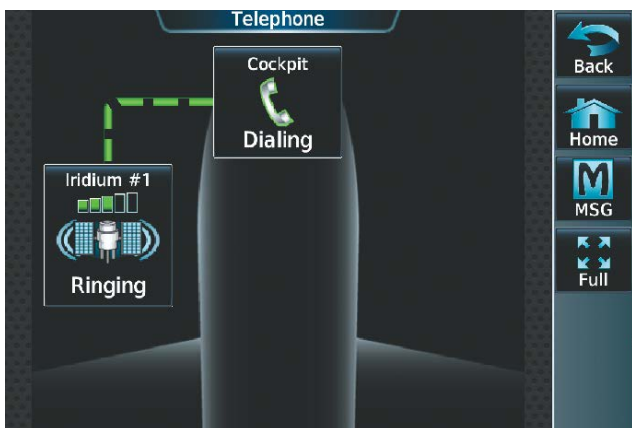 Telephone
Cockpit
Dialing
Iridium #1
Ringing
Back
Home
MSG
Full